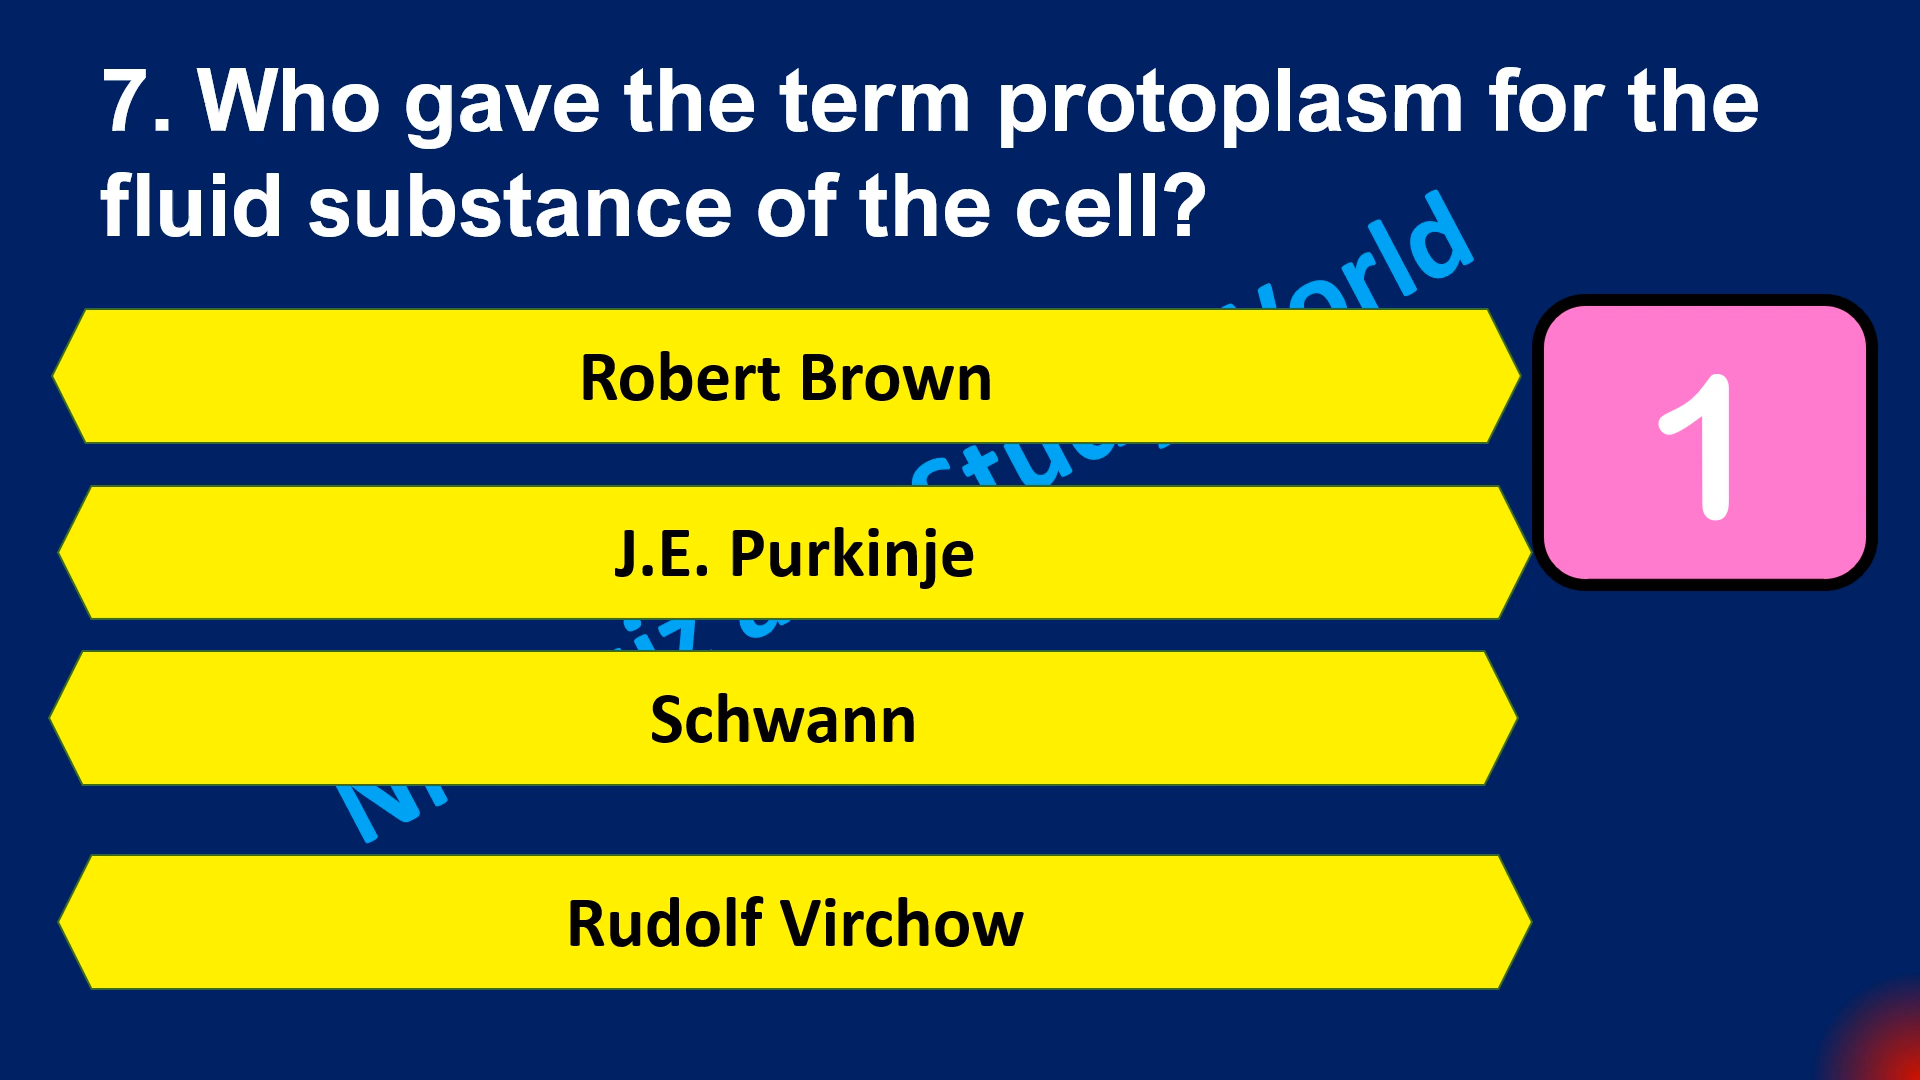 7. Who gave the term protoplasm for the
fluid substance of the cell?
World
Robert Brown
1
J.E. Purkinje
Schwann
Rudolf Virchow